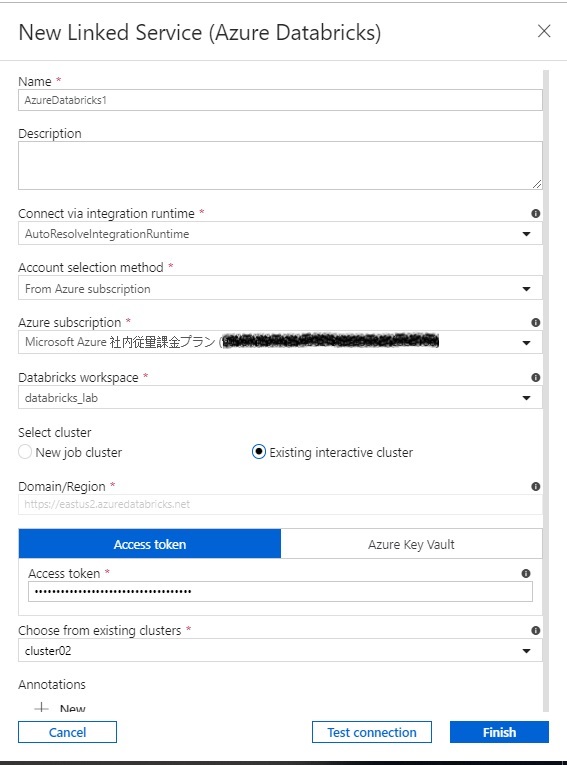 New Linked Service (Azure Databricks)
Name *
AzureDatabricks1
Description
Connect via integration runtime *
AutoResolveIntegrationRuntime
Account selection method *
From Azure subscription
Azure subscription *
Microsoft Azure 社内従量課金プラン (
Databricks workspace *
databricks_lab
Select cluster
New job cluster Existing interactive cluster
Domain/Region *
https://eastus2.azuredatabricks.net
Access token Azure Key Vault
Access token *
••••••••••••••••••••••••••••••••••••
Choose from existing clusters *
cluster02
Annotations
+ New
Cancel Test connection Finish